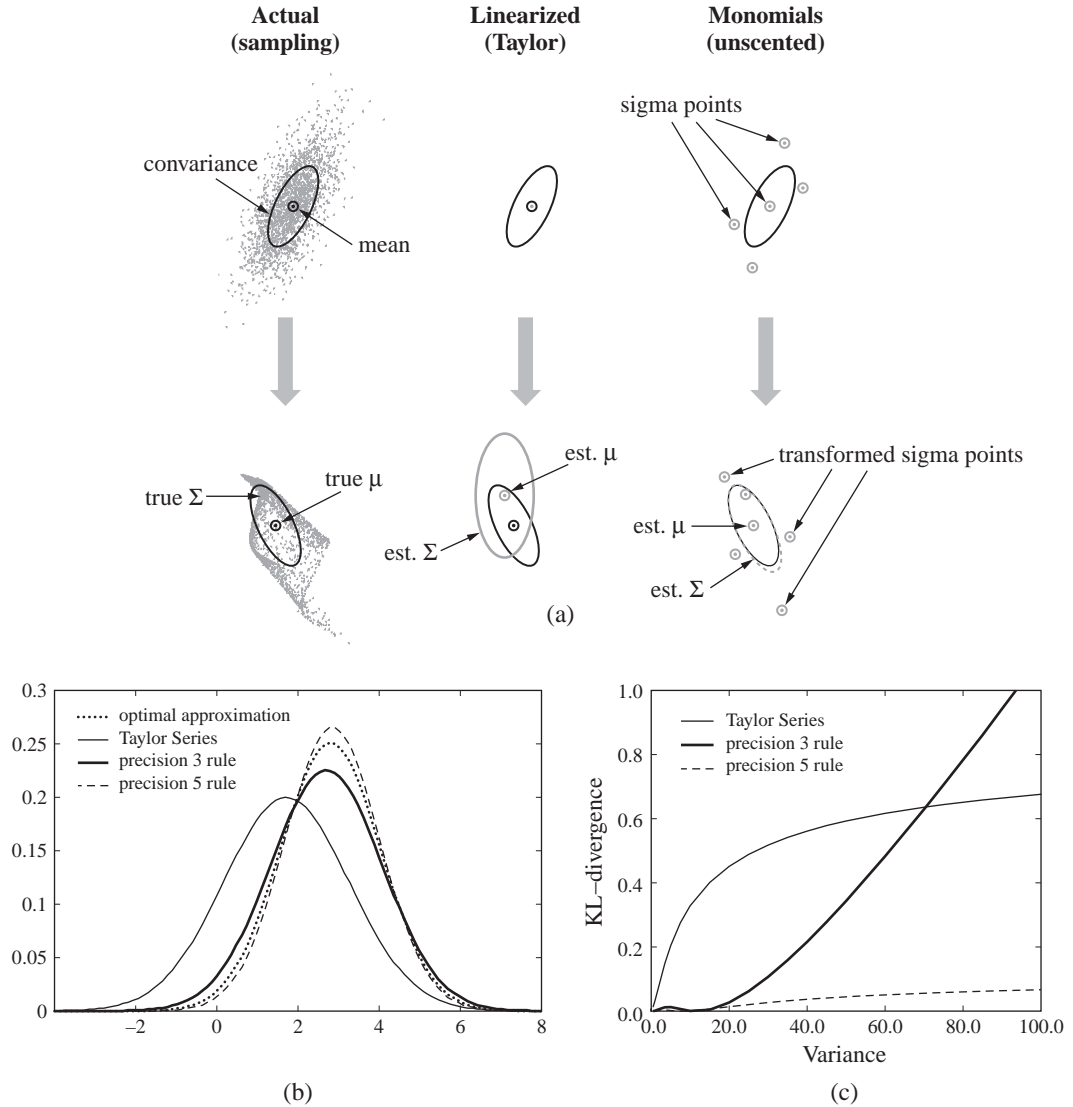 Actual
(sampling)
Linearized
(Taylor)
Monomials
(unscented)
sigma points
convariance
mean
true Σ
true μ
est. μ
est. Σ
transformed sigma points
est. μ
est. Σ
(a)
0.3
0.25
0.2
0.15
0.1
0.05
0
optimal approximation
Taylor Series
precision 3 rule
precision 5 rule
−2
0
2
4
6
8
(b)
KL–divergence
1.0
0.8
0.6
0.4
0.2
0.0
Taylor Series
precision 3 rule
precision 5 rule
0.0
20.0
40.0
60.0
80.0
100.0
Variance
(c)